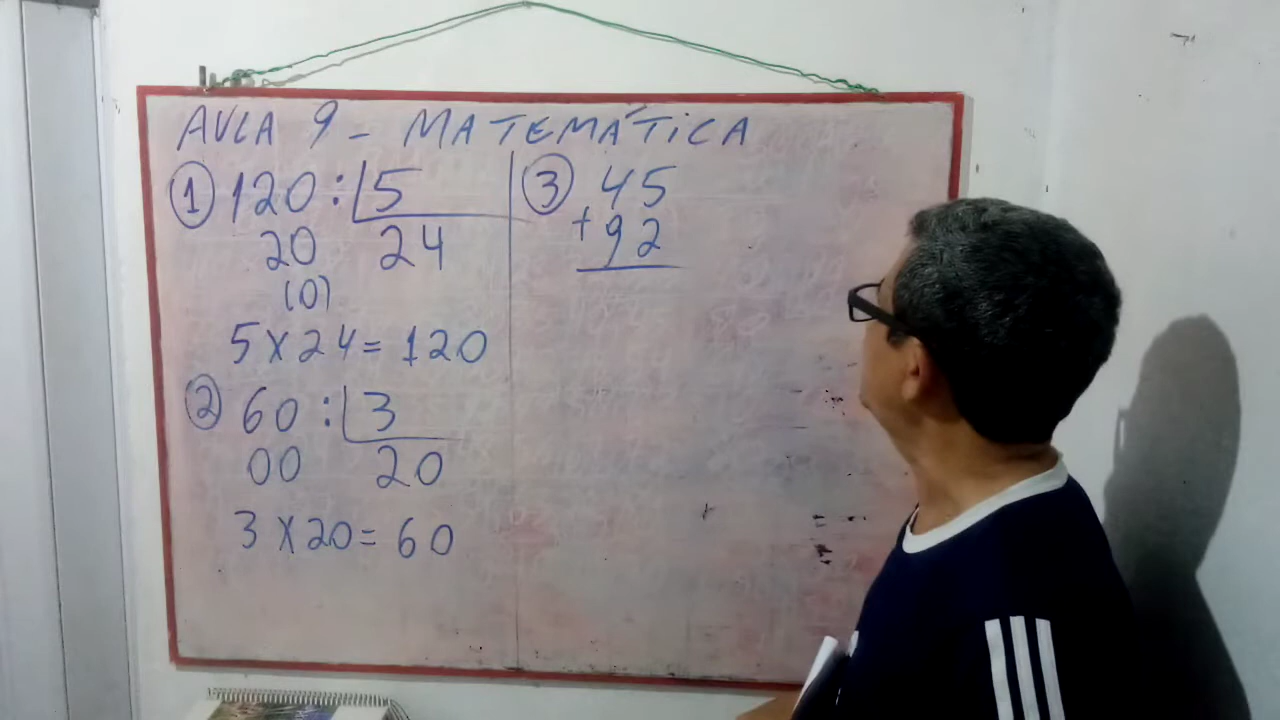 AULA 9 - MATEMÁTICA
1 120 : 5
20 24
(0)
5 X 24 = 120
2 60 : 3
00 20
3 X 20 = 60
3 45
+ 92